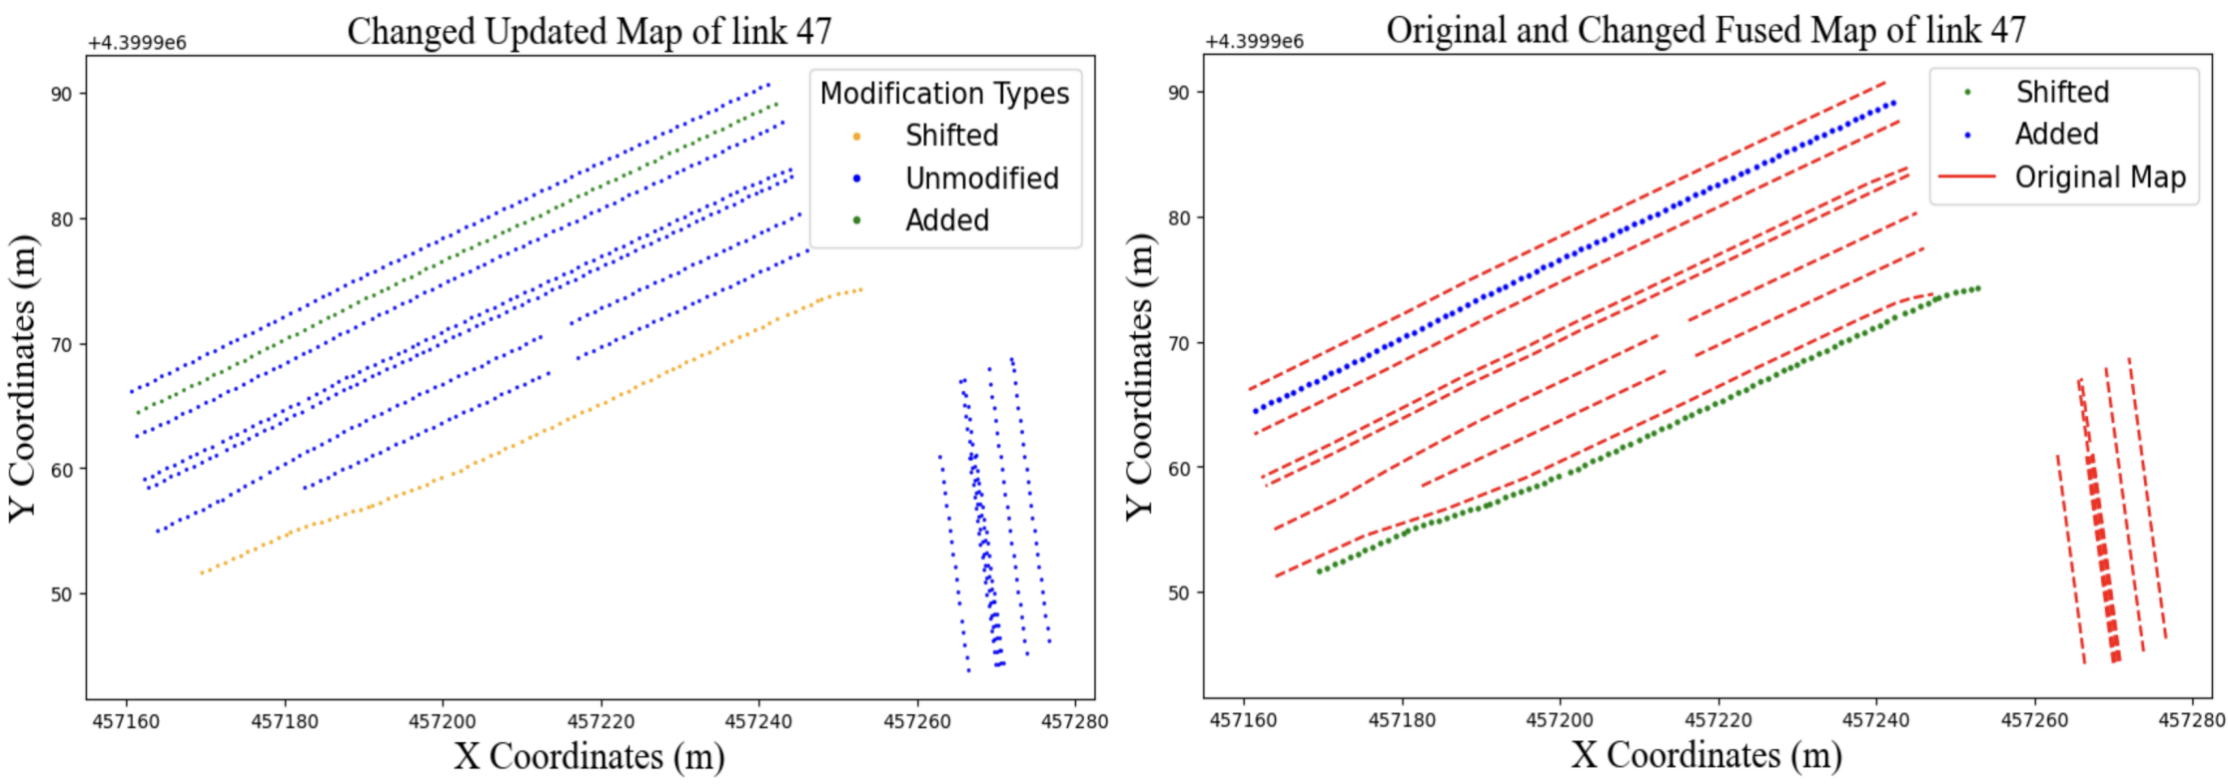 Changed Updated Map of link 47
+4.3999e6
90
80
70
60
50
Y Coordinates (m)
Modification Types
Shifted
Unmodified
Added
457160 457180 457200 457220 457240 457260 457280
X Coordinates (m)
Original and Changed Fused Map of link 47
+4.3999e6
90
80
70
60
50
Y Coordinates (m)
Shifted
Added
Original Map
457160 457180 457200 457220 457240 457260 457280
X Coordinates (m)